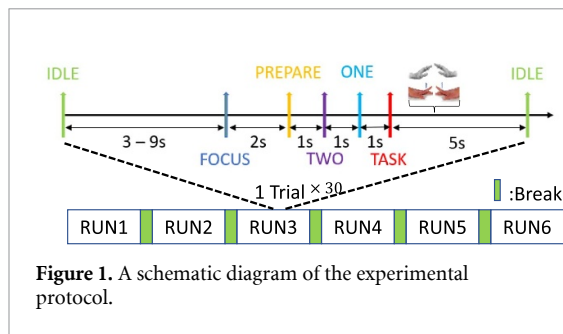 IDLE PREPARE ONE IDLE
3 – 9s 2s 1s 1s 1s 5s
FOCUS TWO TASK
1 Trial × 30
:Break
RUN1 RUN2 RUN3 RUN4 RUN5 RUN6
Figure 1. A schematic diagram of the experimental
protocol.